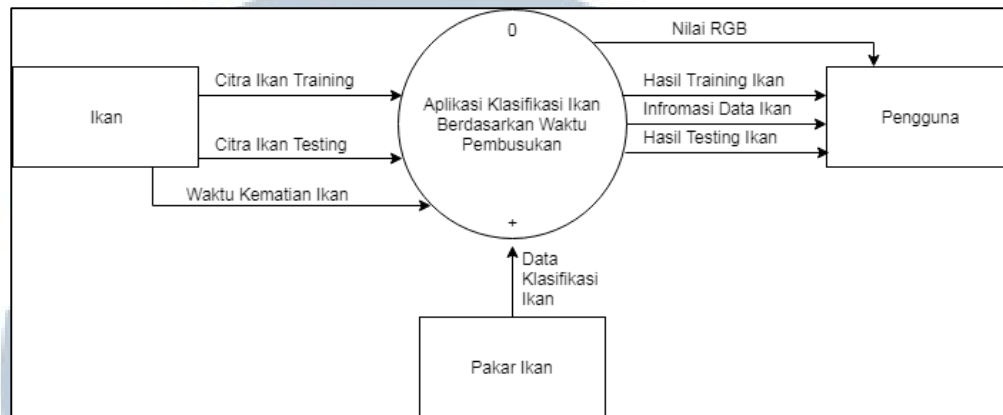 0
Nilai RGB
Citra Ikan Training
Hasil Training Ikan
Ikan
Aplikasi Klasifikasi Ikan
Berdasarkan Waktu
Pembusukan
Infromasi Data Ikan
Pengguna
Citra Ikan Testing
Hasil Testing Ikan
Waktu Kematian Ikan
+
Data
Klasifikasi
Ikan
Pakar Ikan